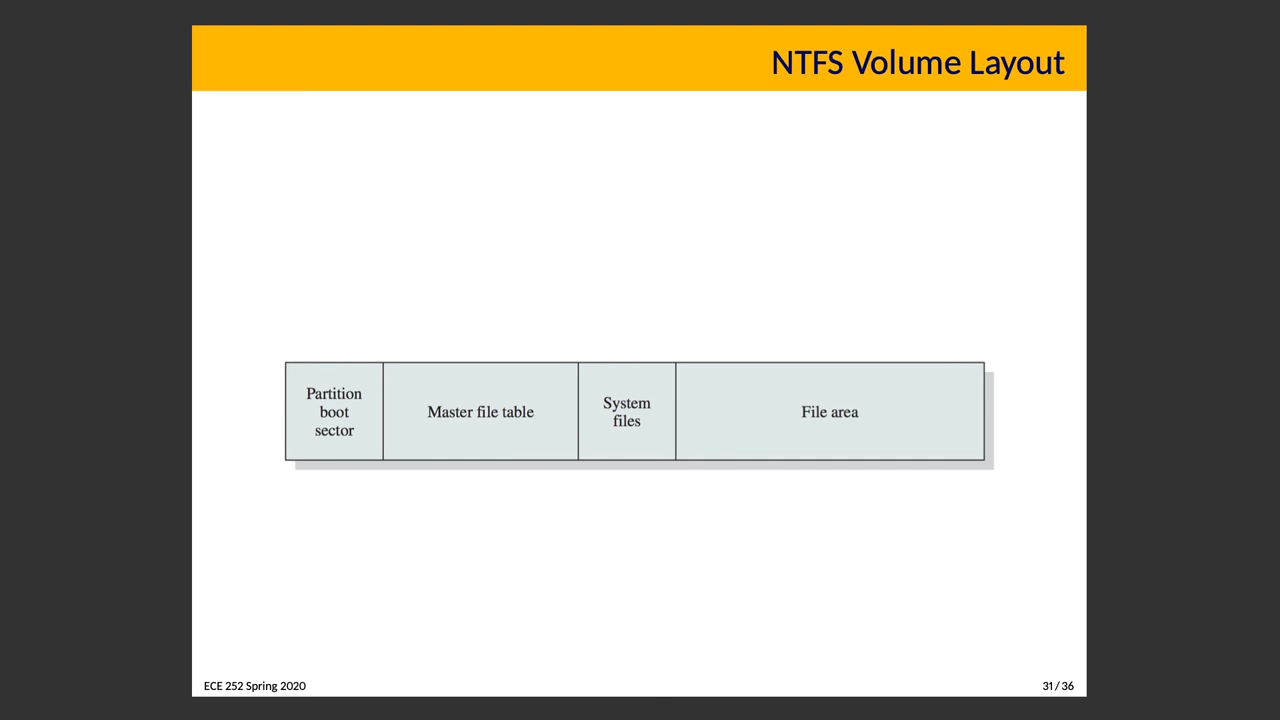 NTFS Volume Layout
Partition
boot
sector
Master file table
System
files
File area
ECE 252 Spring 2020
31 / 36